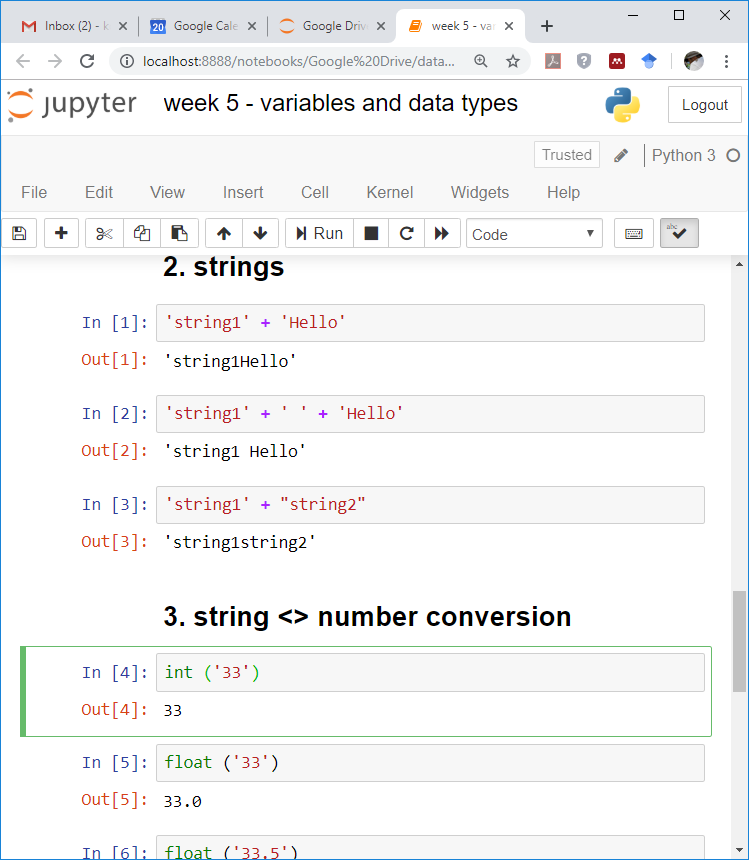 Inbox (2) - k
20 Google Cale
Google Driv
week 5 - var
localhost:8888/notebooks/Google%20Drive/data...
jupyter week 5 - variables and data types
Logout
Trusted Python 3
File Edit View Insert Cell Kernel Widgets Help
Run Code abc
2. strings
In [1]: 'string1' + 'Hello'
Out[1]: 'string1Hello'
In [2]: 'string1' + ' ' + 'Hello'
Out[2]: 'string1 Hello'
In [3]: 'string1' + "string2"
Out[3]: 'string1string2'
3. string <> number conversion
In [4]: int ('33')
Out[4]: 33
In [5]: float ('33')
Out[5]: 33.0
In [6]: float ('33.5')